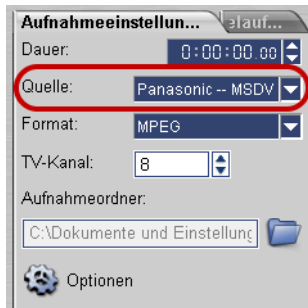 Aufnahmeeinstellun... elauf...
Dauer: 0:00:00.00
Quelle: Panasonic -- MSDV
Format: MPEG
TV-Kanal: 8
Aufnahmeordner:
C:\Dokumente und Einstellung
Optionen